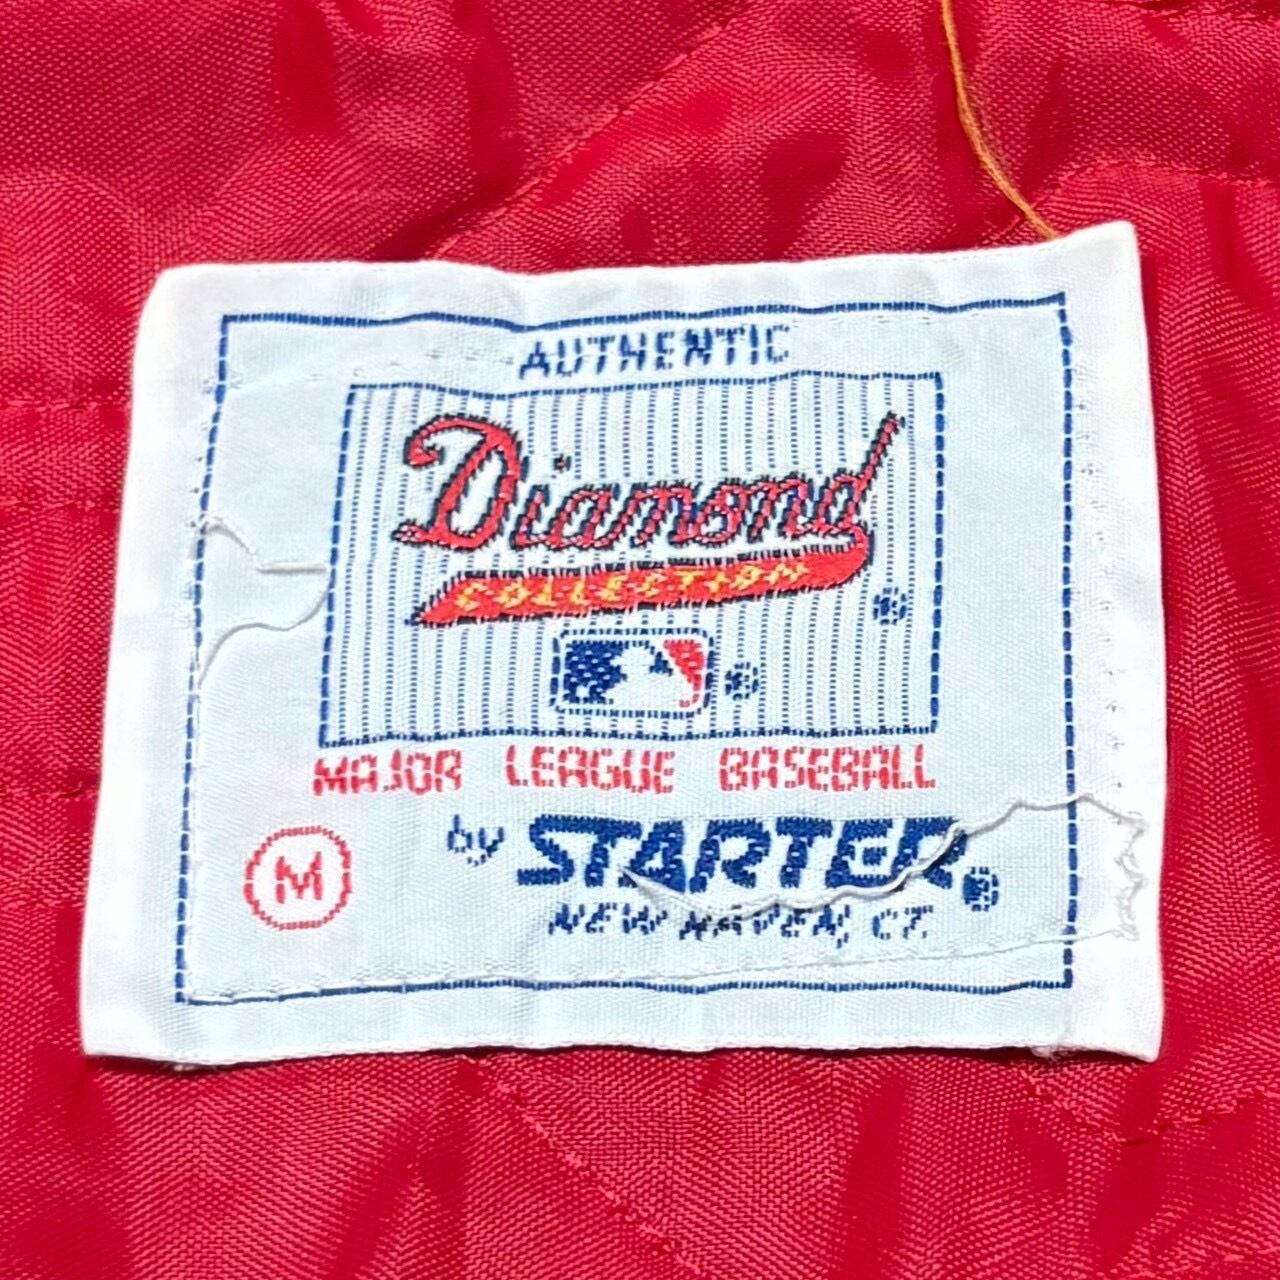 AUTHENTIC
Diamond
COLLECTION
®
®
MAJOR LEAGUE BASEBALL
by STARTER®
M
NEW HAVEN, CT